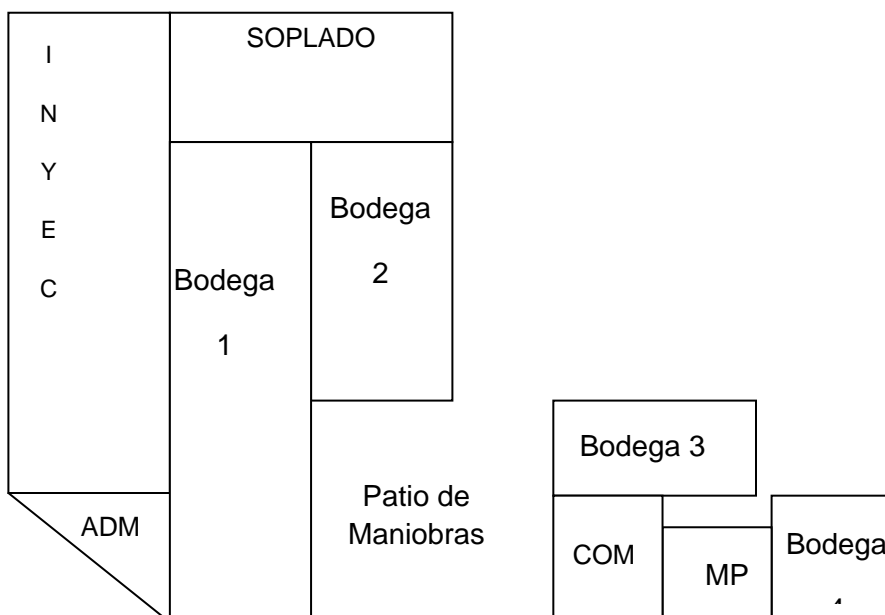 I
N
Y
E
C
SOPLADO
Bodega
1
Bodega
2
ADM
Patio de
Maniobras
Bodega 3
COM
MP
Bodega